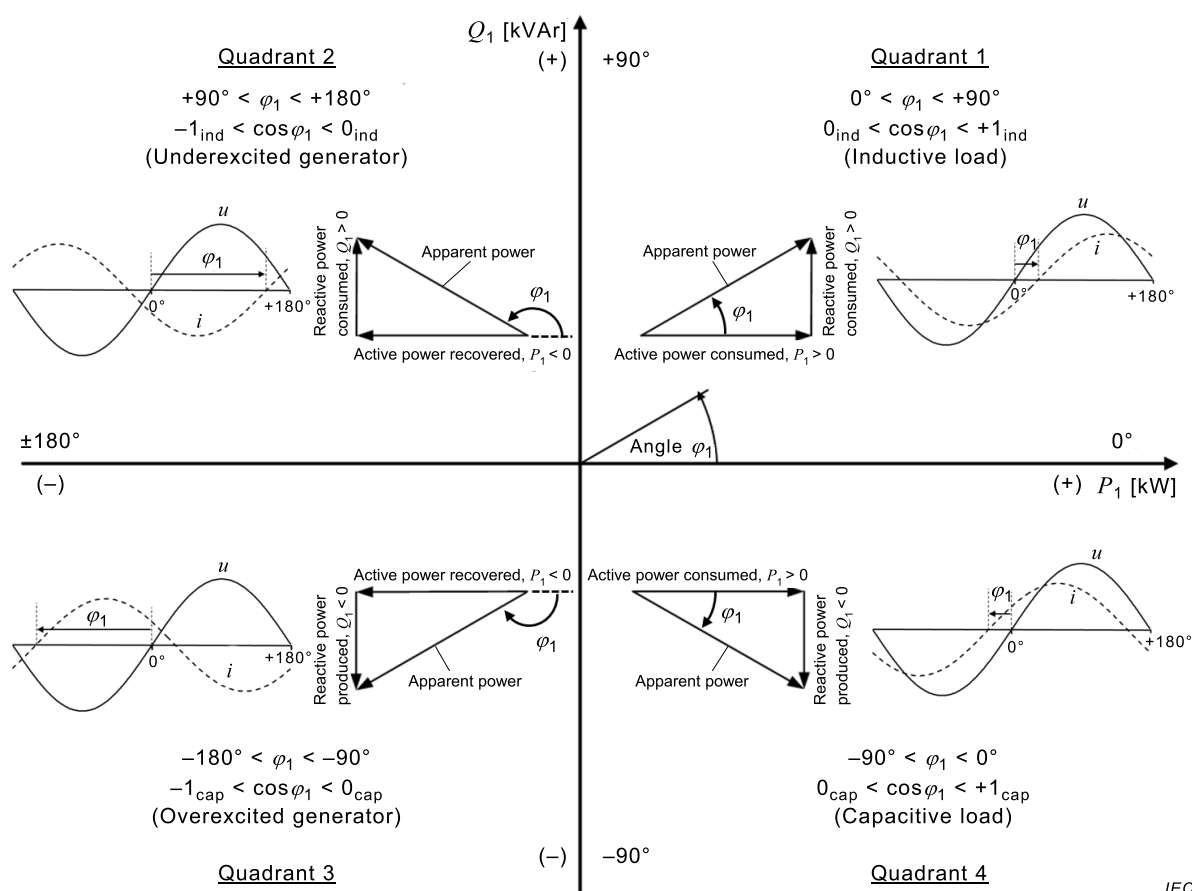 Q1 [kVAr]
(+)
+90°
Quadrant 2
+90° < φ1 < +180°
–1ind < cosφ1 < 0ind
(Underexcited generator)
Quadrant 1
0° < φ1 < +90°
0ind < cosφ1 < +1ind
(Inductive load)
u
φ1
0°
+180°
i
Reactive power
consumed, Q1 > 0
Apparent power
φ1
Active power recovered, P1 < 0
Apparent power
φ1
Active power consumed, P1 > 0
Reactive power
consumed, Q1 > 0
u
φ1
i
0°
+180°
±180°
(–)
Angle φ1
0°
(+) P1 [kW]
u
φ1
0°
+180°
i
Active power recovered, P1 < 0
Reactive power
produced, Q1 < 0
φ1
Apparent power
Active power consumed, P1 > 0
φ1
Apparent power
Reactive power
produced, Q1 < 0
u
φ1
i
0°
+180°
–180° < φ1 < –90°
–1cap < cosφ1 < 0cap
(Overexcited generator)
Quadrant 3
–90° < φ1 < 0°
0cap < cosφ1 < +1cap
(Capacitive load)
Quadrant 4
(–)
–90°
IEC